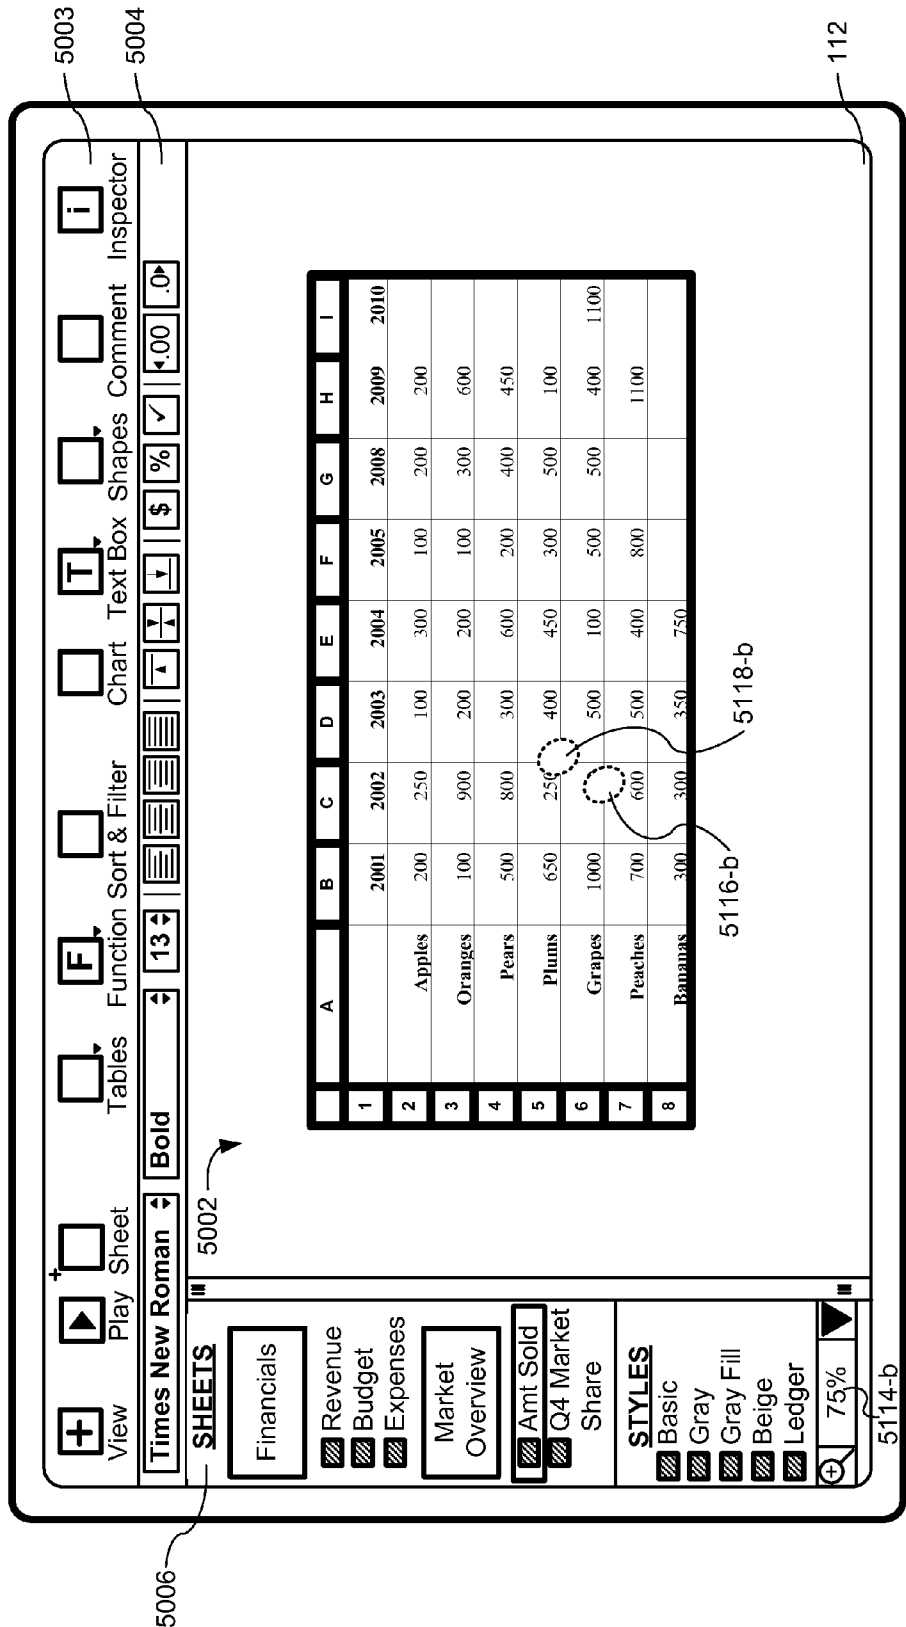 View Play Sheet Tables Function Sort & Filter Chart Text Box Shapes Comment Inspector
+ + F T i
5003
Times New Roman Bold 13 $ % ✓ .00 .0
5004
5006
SHEETS
Financials
Revenue
Budget
Expenses
Market
Overview
Amt Sold
Q4 Market
Share
STYLES
Basic
Gray
Gray Fill
Beige
Ledger
75%
5114-b
5002
A B C D E F G H I
1 2001 2002 2003 2004 2005 2008 2009 2010
2 Apples 200 250 100 300 100 200 200
3 Oranges 100 900 200 200 100 300 600
4 Pears 500 800 300 600 200 400 450
5 Plums 650 250 400 450 300 500 100
6 Grapes 1000 500 100 500 500 400 1100
7 Peaches 700 600 500 400 800 1100
8 Bananas 300 300 350 750
5116-b
5118-b
112